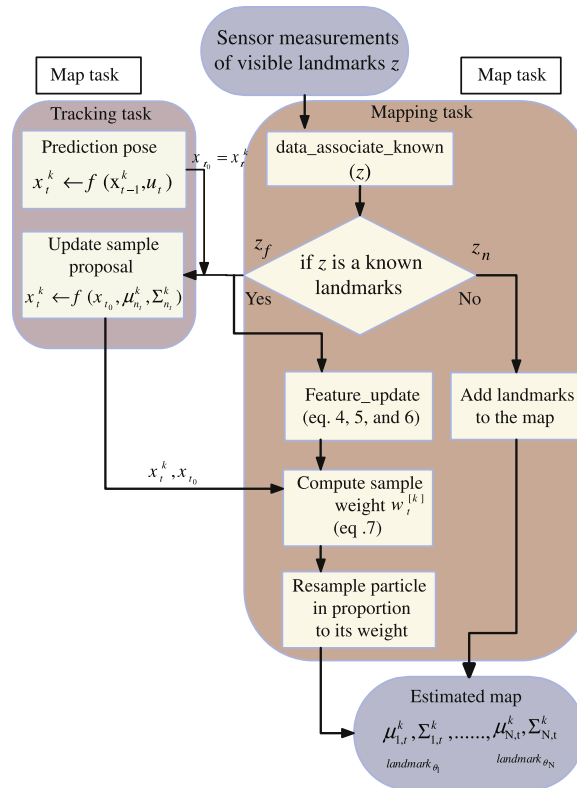 Sensor measurements
of visible landmarks z
Map task
Map task
Tracking task
Mapping task
Prediction pose
x_t^k ← f (x_{t-1}^k, u_t)
x_{t_0} = x_t^k
data_associate_known
(z)
Update sample
proposal
x_t^k ← f (x_{t_0}, μ_{n_t}^k, Σ_{n_t}^k)
z_f
z_n
if z is a known
landmarks
Yes
No
Feature_update
(eq. 4, 5, and 6)
Add landmarks
to the map
x_t^k, x_{t_0}
Compute sample
weight w_t^{[k]}
(eq .7)
Resample particle
in proportion
to its weight
Estimated map
μ_{1,t}^k, Σ_{1,t}^k, ......, μ_{N,t}^k, Σ_{N,t}^k
landmark_{θ_1}
landmark_{θ_N}